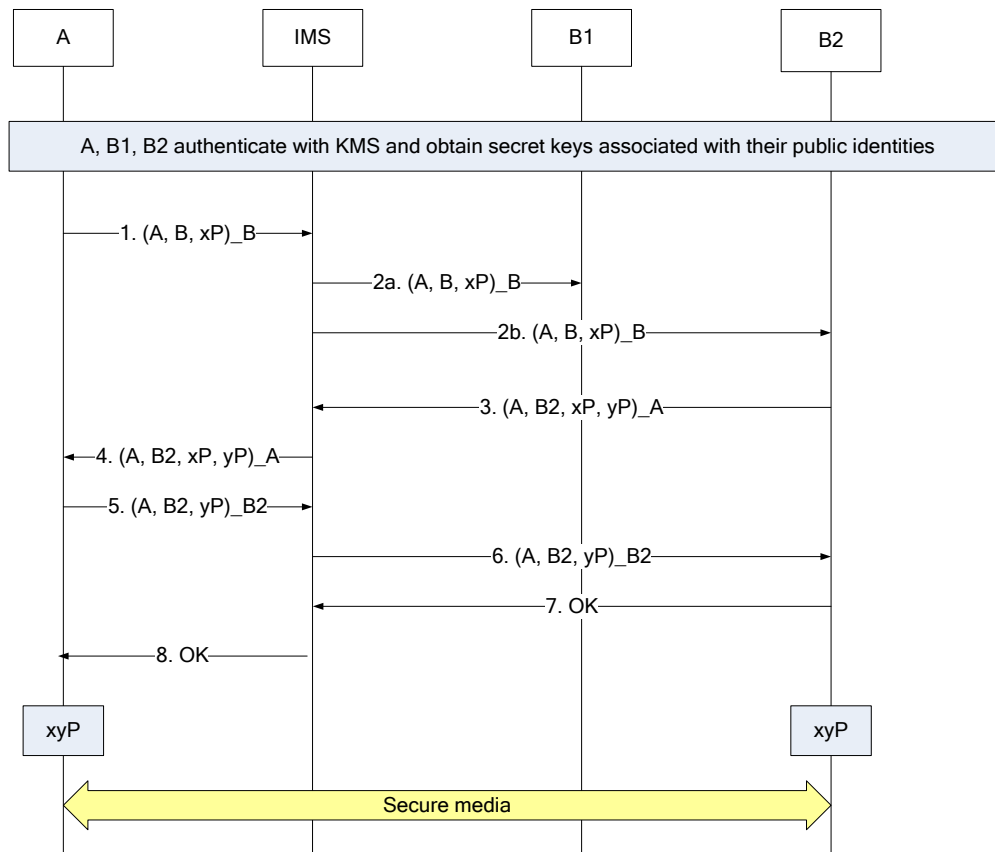 A
IMS
B1
B2
A, B1, B2 authenticate with KMS and obtain secret keys associated with their public identities
1. (A, B, xP)_B
2a. (A, B, xP)_B
2b. (A, B, xP)_B
3. (A, B2, xP, yP)_A
4. (A, B2, xP, yP)_A
5. (A, B2, yP)_B2
6. (A, B2, yP)_B2
7. OK
8. OK
xyP
xyP
Secure media